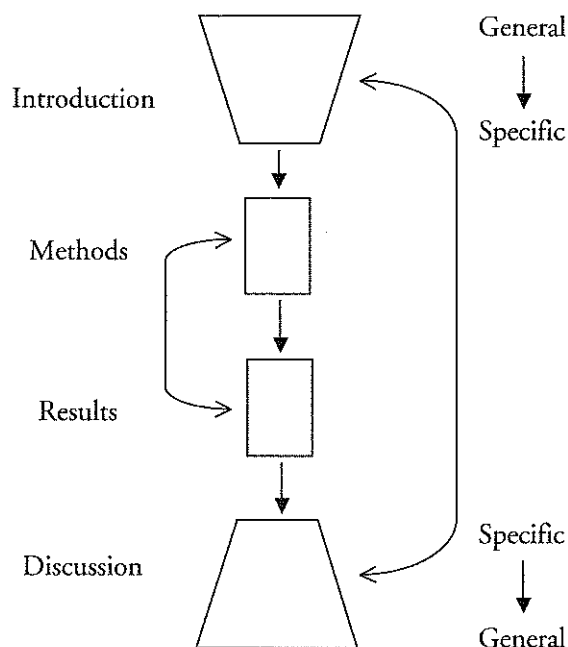 General
Introduction
Specific
Methods
Results
Specific
Discussion
General